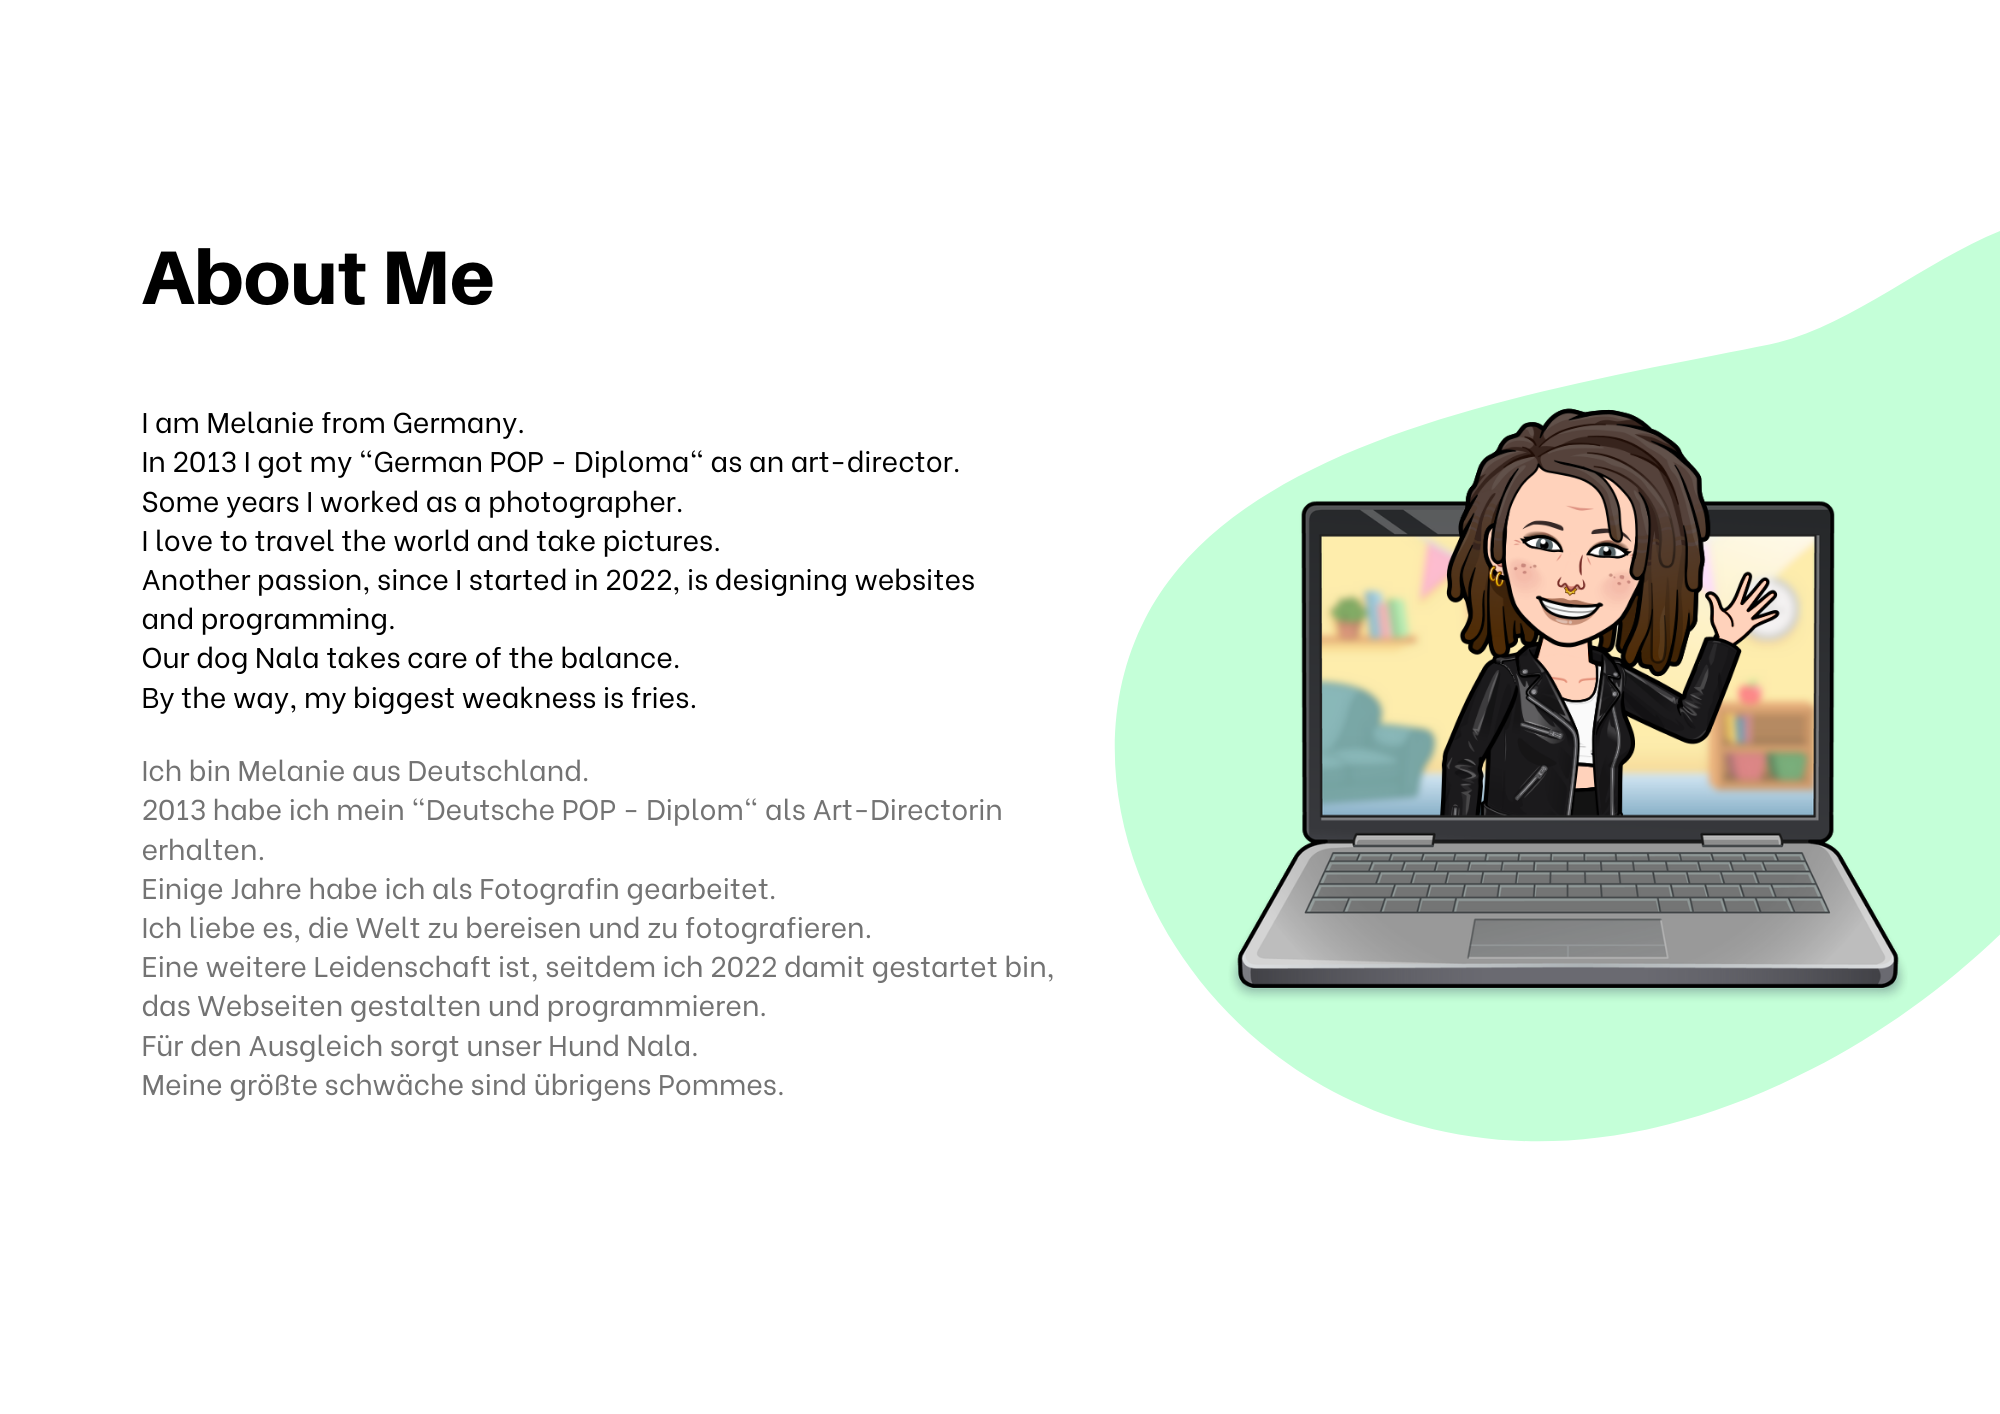 About Me
I am Melanie from Germany.
In 2013 I got my “German POP - Diploma“ as an art-director.
Some years I worked as a photographer.
I love to travel the world and take pictures.
Another passion, since I started in 2022, is designing websites
and programming.
Our dog Nala takes care of the balance.
By the way, my biggest weakness is fries.
Ich bin Melanie aus Deutschland.
2013 habe ich mein “Deutsche POP - Diplom“ als Art-Directorin
erhalten.
Einige Jahre habe ich als Fotografin gearbeitet.
Ich liebe es, die Welt zu bereisen und zu fotografieren.
Eine weitere Leidenschaft ist, seitdem ich 2022 damit gestartet bin,
das Webseiten gestalten und programmieren.
Für den Ausgleich sorgt unser Hund Nala.
Meine größte schwäche sind übrigens Pommes.